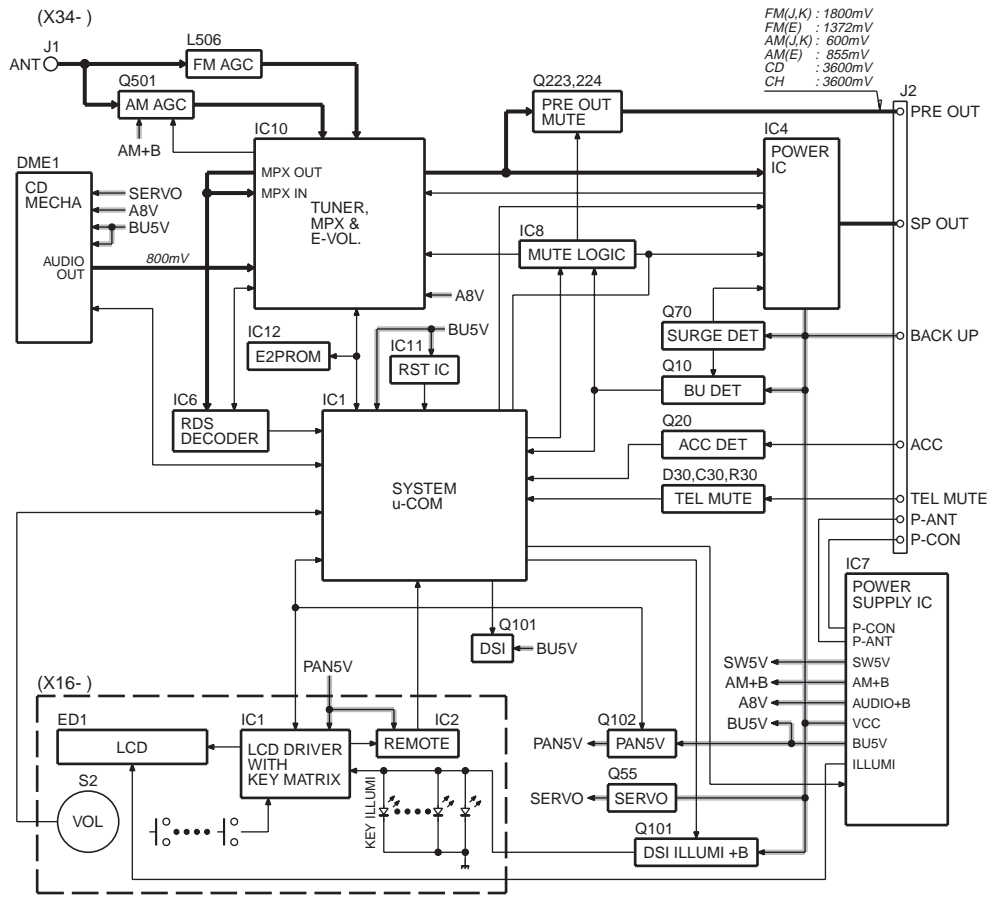 (X34- )
J1
ANT
L506
FM AGC
Q501
AM AGC
AM+B
FM(J,K) : 1800mV
FM(E) : 1372mV
AM(J,K) : 600mV
AM(E) : 855mV
CD : 3600mV
CH : 3600mV
Q223,224
PRE OUT
MUTE
J2
PRE OUT
IC10
MPX OUT
MPX IN
TUNER,
MPX &
E-VOL.
IC4
POWER
IC
DME1
CD
MECHA
SERVO
A8V
BU5V
AUDIO
OUT
800mV
SP OUT
IC8
MUTE LOGIC
A8V
IC12
E2PROM
BU5V
IC11
RST IC
Q70
SURGE DET
BACK UP
Q10
BU DET
IC6
RDS
DECODER
IC1
SYSTEM
u-COM
Q20
ACC DET
ACC
D30,C30,R30
TEL MUTE
TEL MUTE
P-ANT
P-CON
IC7
POWER
SUPPLY IC
P-CON
P-ANT
SW5V
SW5V
AM+B
AM+B
A8V
AUDIO+B
BU5V
VCC
BU5V
ILLUMI
Q101
DSI
BU5V
PAN5V
(X16- )
ED1
LCD
IC1
LCD DRIVER
WITH
KEY MATRIX
IC2
REMOTE
Q102
PAN5V
PAN5V
S2
VOL
KEY ILLUMI
Q55
SERVO
SERVO
Q101
DSI ILLUMI +B